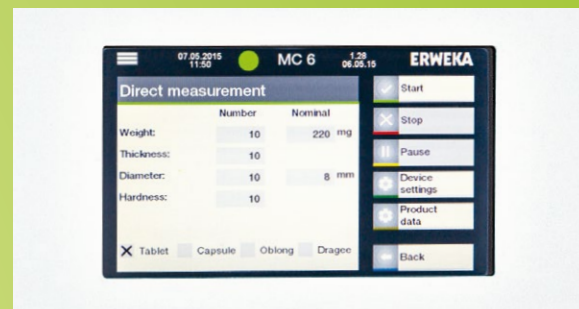 07.05.2015
11:50
MC 6
1.28
06.05.15
ERWEKA
Direct measurement
Number Nominal
Weight: 10 220 mg
Thickness: 10
Diameter: 10 8 mm
Hardness: 10
Tablet Capsule Oblong Dragee
Start
Stop
Pause
Device
settings
Product
data
Back